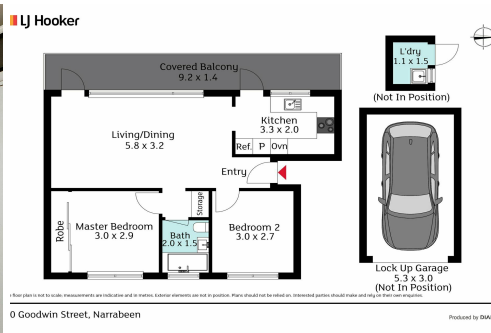 LJ Hooker
Covered Balcony
9.2 x 1.4
L'dry
1.1 x 1.5
(Not In Position)
Kitchen
3.3 x 2.0
Living/Dining
5.8 x 3.2
Ref. P Ovn
Entry
Storage
Robe
Master Bedroom
3.0 x 2.9
Bath
2.0 x 1.5
Bedroom 2
3.0 x 2.7
Lock Up Garage
5.3 x 3.0
(Not In Position)
floor plan is not to scale; measurements are indicative and in meters. Exterior elements are not in position. Plans should not be relied on. Interested parties should make and rely on their own enquires.
0 Goodwin Street, Narrabeen
Produced by DIA